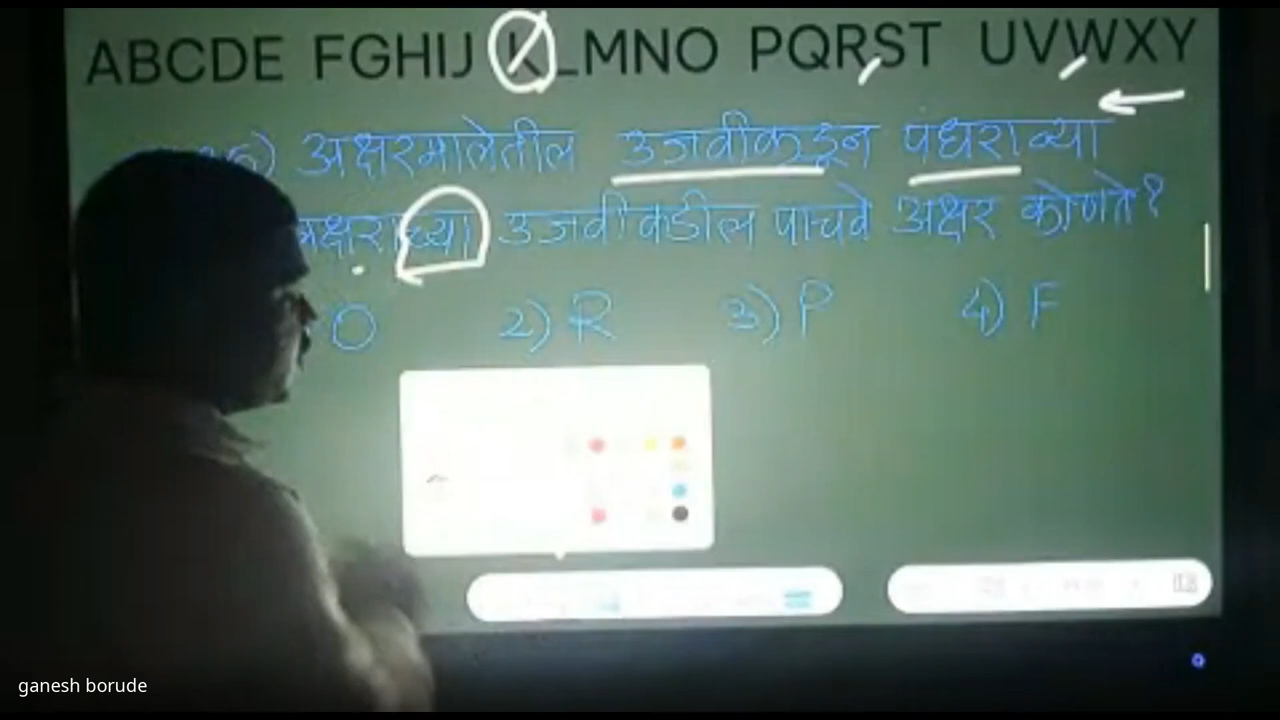 ABCDE FGHIJ KLMNO PQRST UVWXY
अक्षरमालेतील उजवीकडून पंधराव्या
अक्षराच्या उजवीकडील पाचवे अक्षर कोणते?
O 2) R 3) P 4) F
ganesh borude